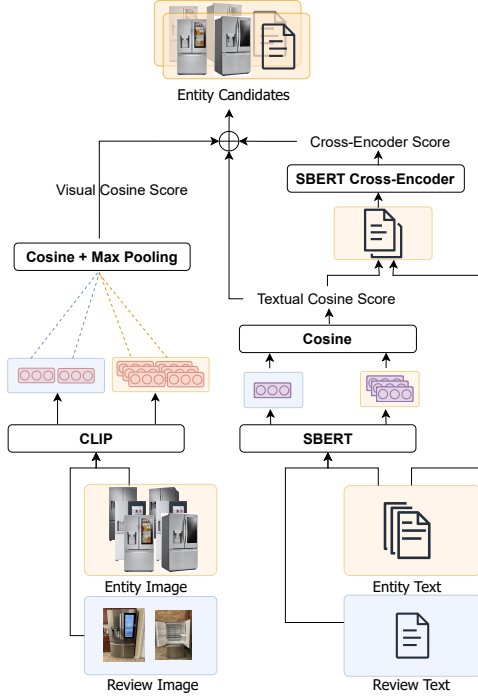 Entity Candidates
Cross-Encoder Score
SBERT Cross-Encoder
Visual Cosine Score
Cosine + Max Pooling
Textual Cosine Score
Cosine
CLIP
SBERT
Entity Image
Entity Text
Review Image
Review Text